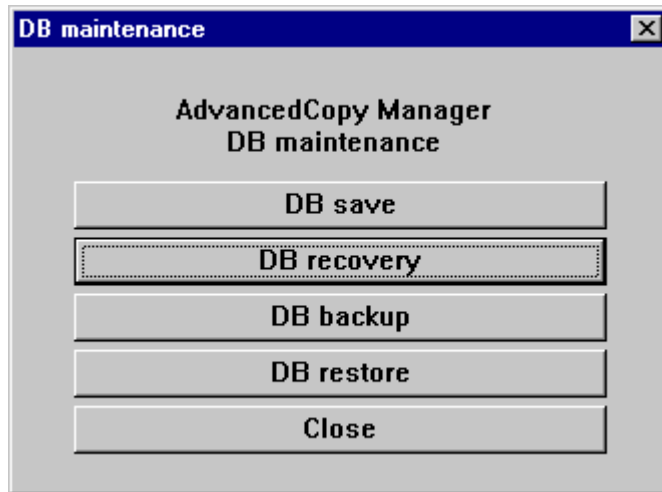 DB maintenance
AdvancedCopy Manager
DB maintenance
DB save
DB recovery
DB backup
DB restore
Close